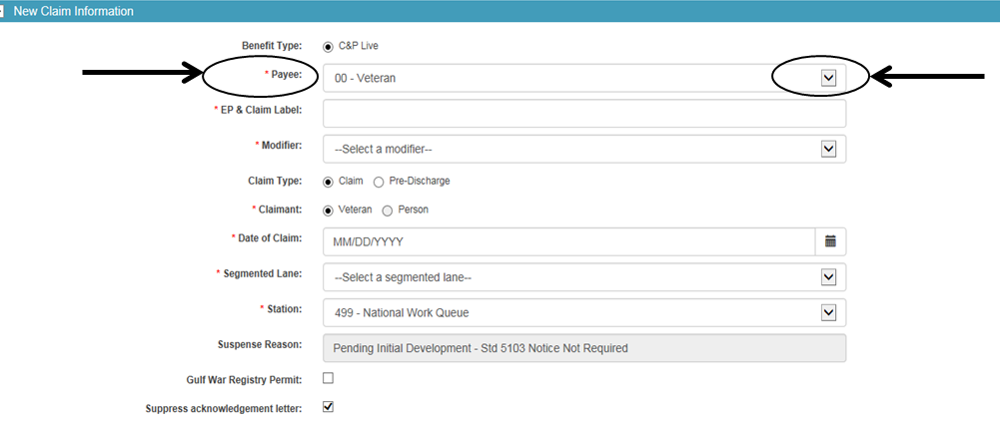 New Claim Information
Benefit Type: C&P Live
* Payee: 00 - Veteran
* EP & Claim Label:
* Modifier: --Select a modifier--
Claim Type: Claim Pre-Discharge
* Claimant: Veteran Person
* Date of Claim: MM/DD/YYYY
* Segmented Lane: --Select a segmented lane--
* Station: 499 - National Work Queue
Suspense Reason: Pending Initial Development - Std 5103 Notice Not Required
Gulf War Registry Permit:
Suppress acknowledgement letter: